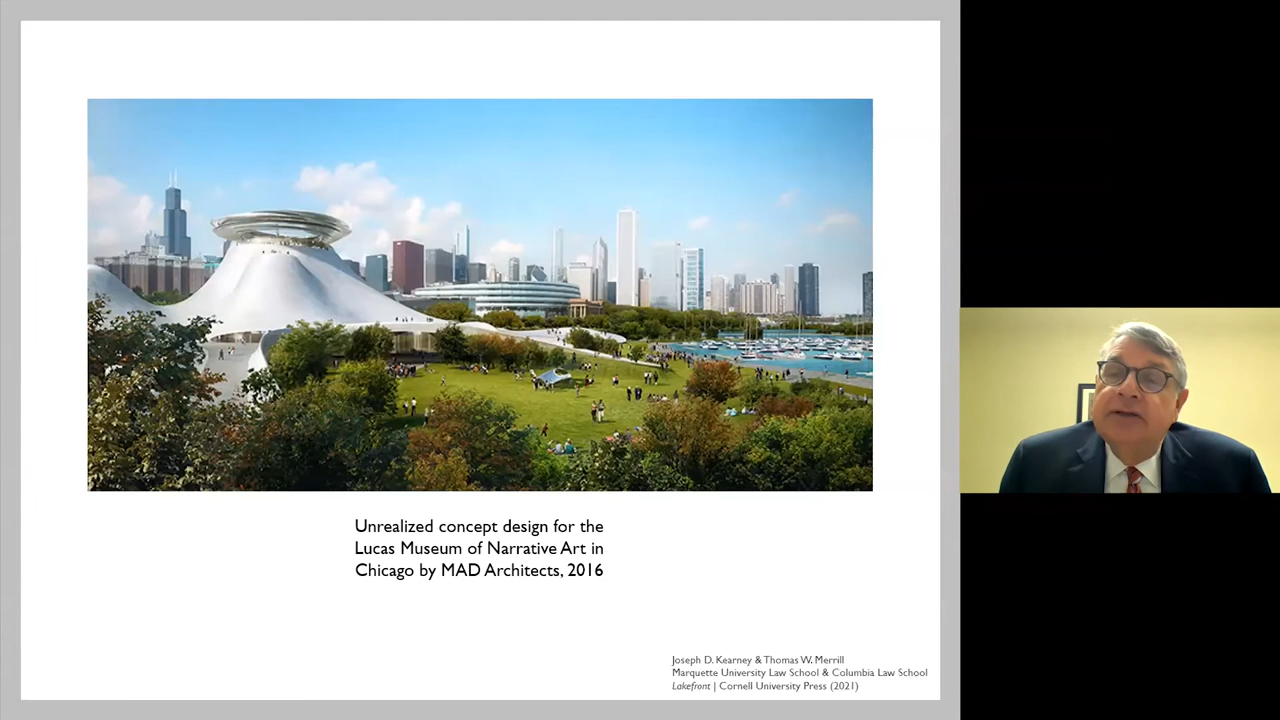 Unrealized concept design for the
Lucas Museum of Narrative Art in
Chicago by MAD Architects, 2016
Joseph D. Kearney & Thomas W. Merrill
Marquette University Law School & Columbia Law School
Lakefront | Cornell University Press (2021)